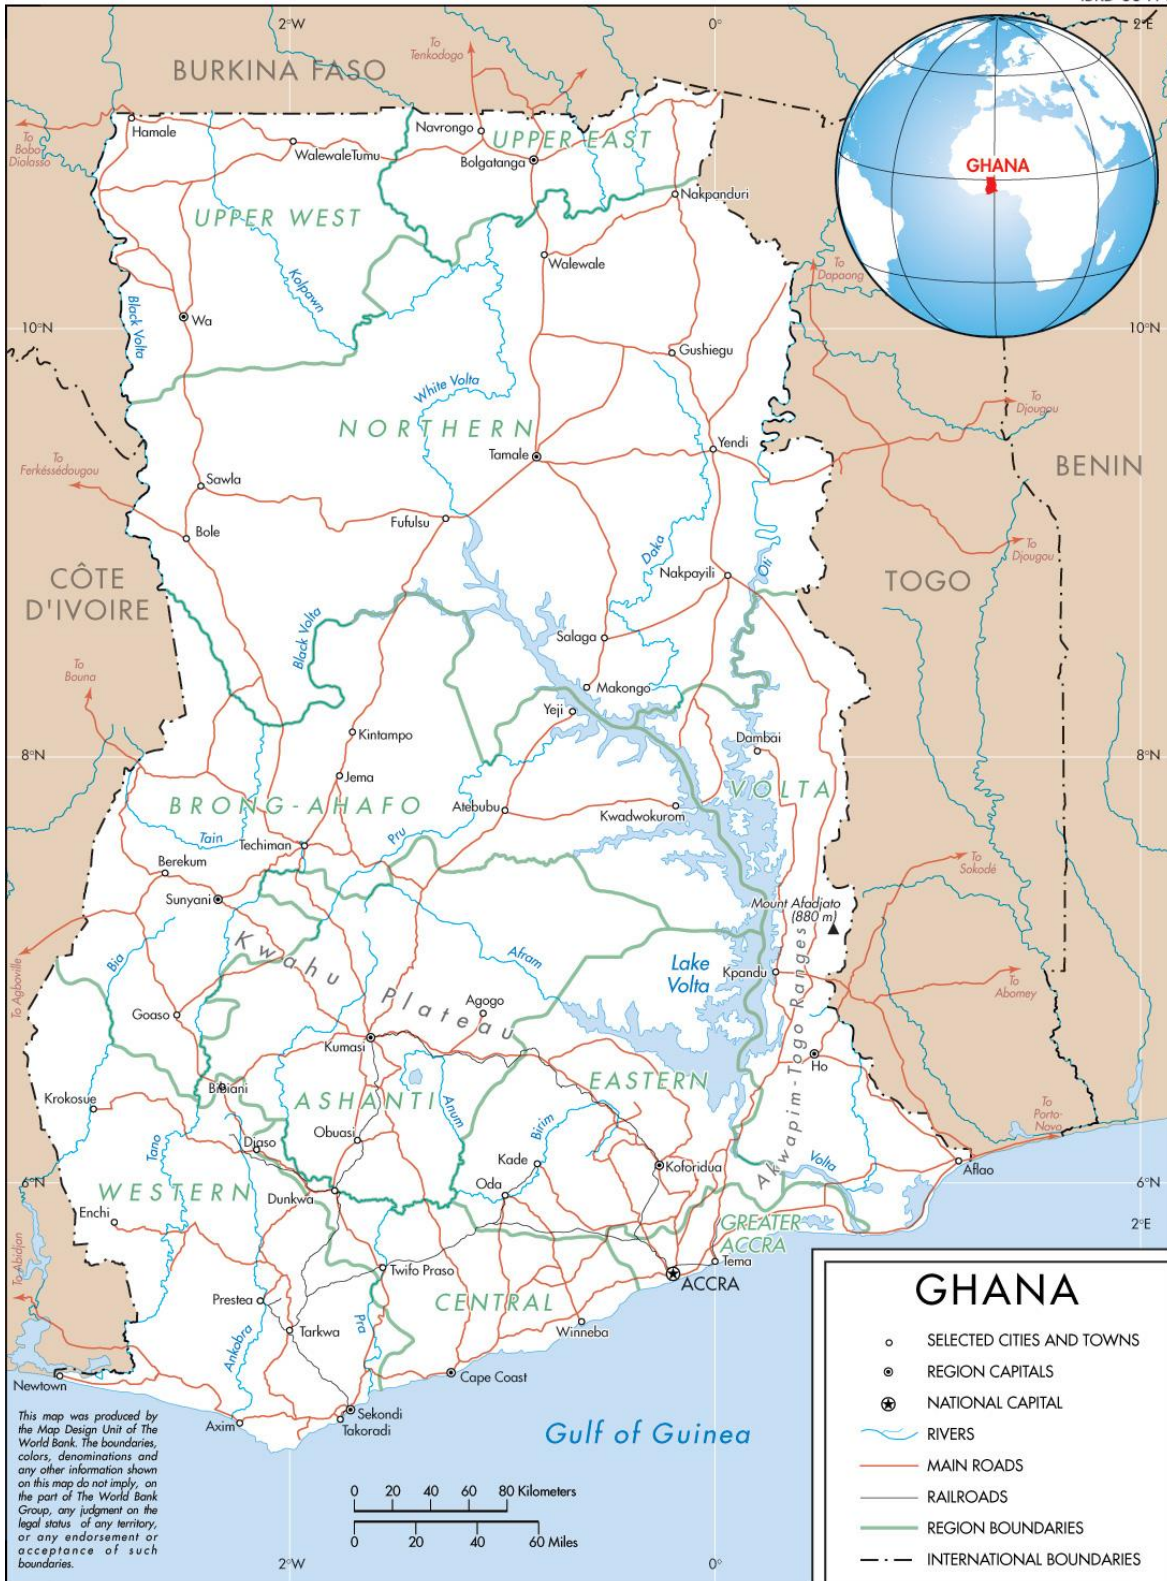 2°W
0°
2°E
To
Tenkodogo
BURKINA FASO
To
Bobo-
Diolasso
Hamale
WalewaleTumu
Navrongo
UPPER EAST
Bolgatanga
Nakpanduri
UPPER WEST
GHANA
Walewale
To
Dapaong
Kolpawn
Black Volta
Wa
10°N
10°N
Gushiegu
White Volta
To
Djougou
NORTHERN
Tamale
Yendi
BENIN
To
Ferkéssédougou
Sawla
Fufulsu
Bole
Daka
Oti
To
Djougou
Nakpayili
CÔTE
D'IVOIRE
TOGO
Black Volta
Salaga
To
Bouna
Makongo
Yeji
Kintampo
Dambai
8°N
8°N
Jema
VOLTA
BRONG-AHAFO
Atebubu
Kwadwokurom
Tain
Pru
Techiman
Berekum
To
Sokodé
Sunyani
Mount Afadjato
(880 m)
Kwahu Plateau
Bia
Afram
Lake
Volta
Kpandu
To Agboville
To
Abomey
Akwapim-Togo Ranges
Goaso
Agogo
Kumasi
Ho
Bibiani
EASTERN
Krokosue
ASHANTI
Anum
To
Porto-
Novo
Birim
Obuasi
Tano
Diaso
Kade
Koforidua
Volta
Aflao
WESTERN
Oda
Dunkwa
6°N
6°N
Enchi
GREATER
ACCRA
2°E
To Abidjan
Tema
Twifo Praso
ACCRA
Prestea
CENTRAL
Winneba
Tarkwa
Pra
Ankobra
Cape Coast
Newtown
Sekondi
Takoradi
Axim
Gulf of Guinea
This map was produced by
the Map Design Unit of The
World Bank. The boundaries,
colors, denominations and
any other information shown
on this map do not imply, on
the part of The World Bank
Group, any judgment on the
legal status of any territory,
or any endorsement or
acceptance of such
boundaries.
0 20 40 60 80 Kilometers
0 20 40 60 Miles
2°W
0°
GHANA
SELECTED CITIES AND TOWNS
REGION CAPITALS
NATIONAL CAPITAL
RIVERS
MAIN ROADS
RAILROADS
REGION BOUNDARIES
INTERNATIONAL BOUNDARIES